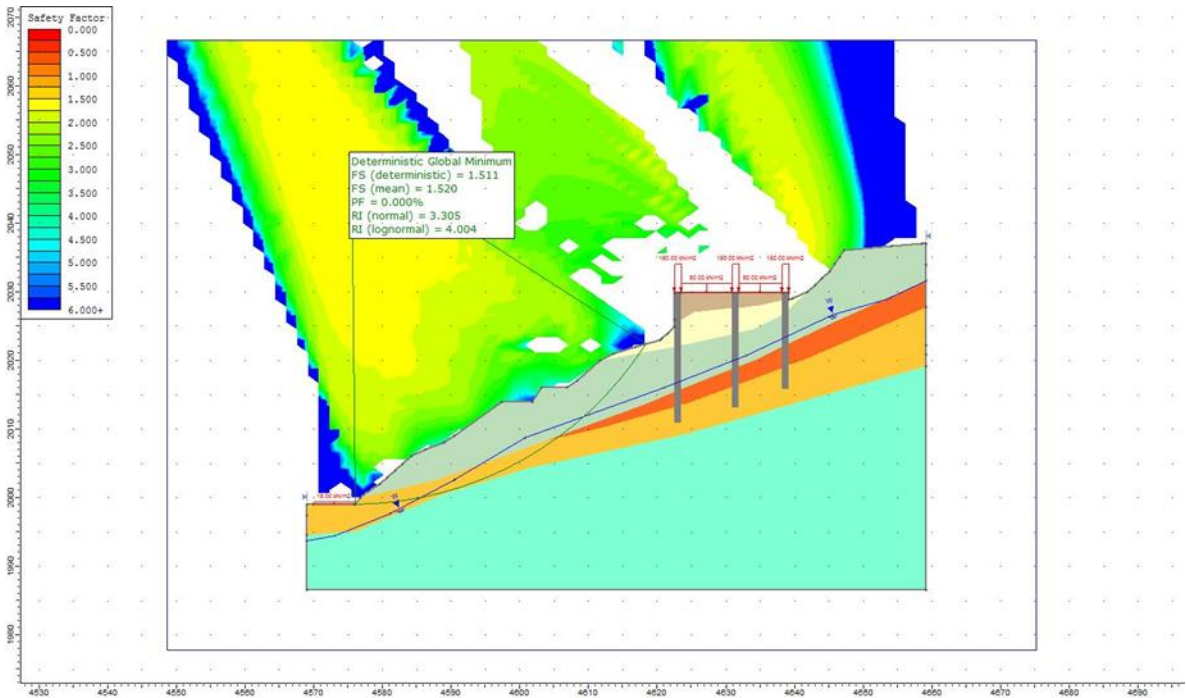 Safety Factor
0.000
0.500
1.000
1.500
2.000
2.500
3.000
3.500
4.000
4.500
5.000
5.500
6.000+
Deterministic Global Minimum
FS (deterministic) = 1.511
FS (mean) = 1.520
PF = 0.000%
RI (normal) = 3.305
RI (lognormal) = 4.004
W
W
2070
2060
2050
2040
2030
2020
2010
2000
1990
1980
4530 4540 4550 4560 4570 4580 4590 4600 4610 4620 4630 4640 4650 4660 4670 4680 4690